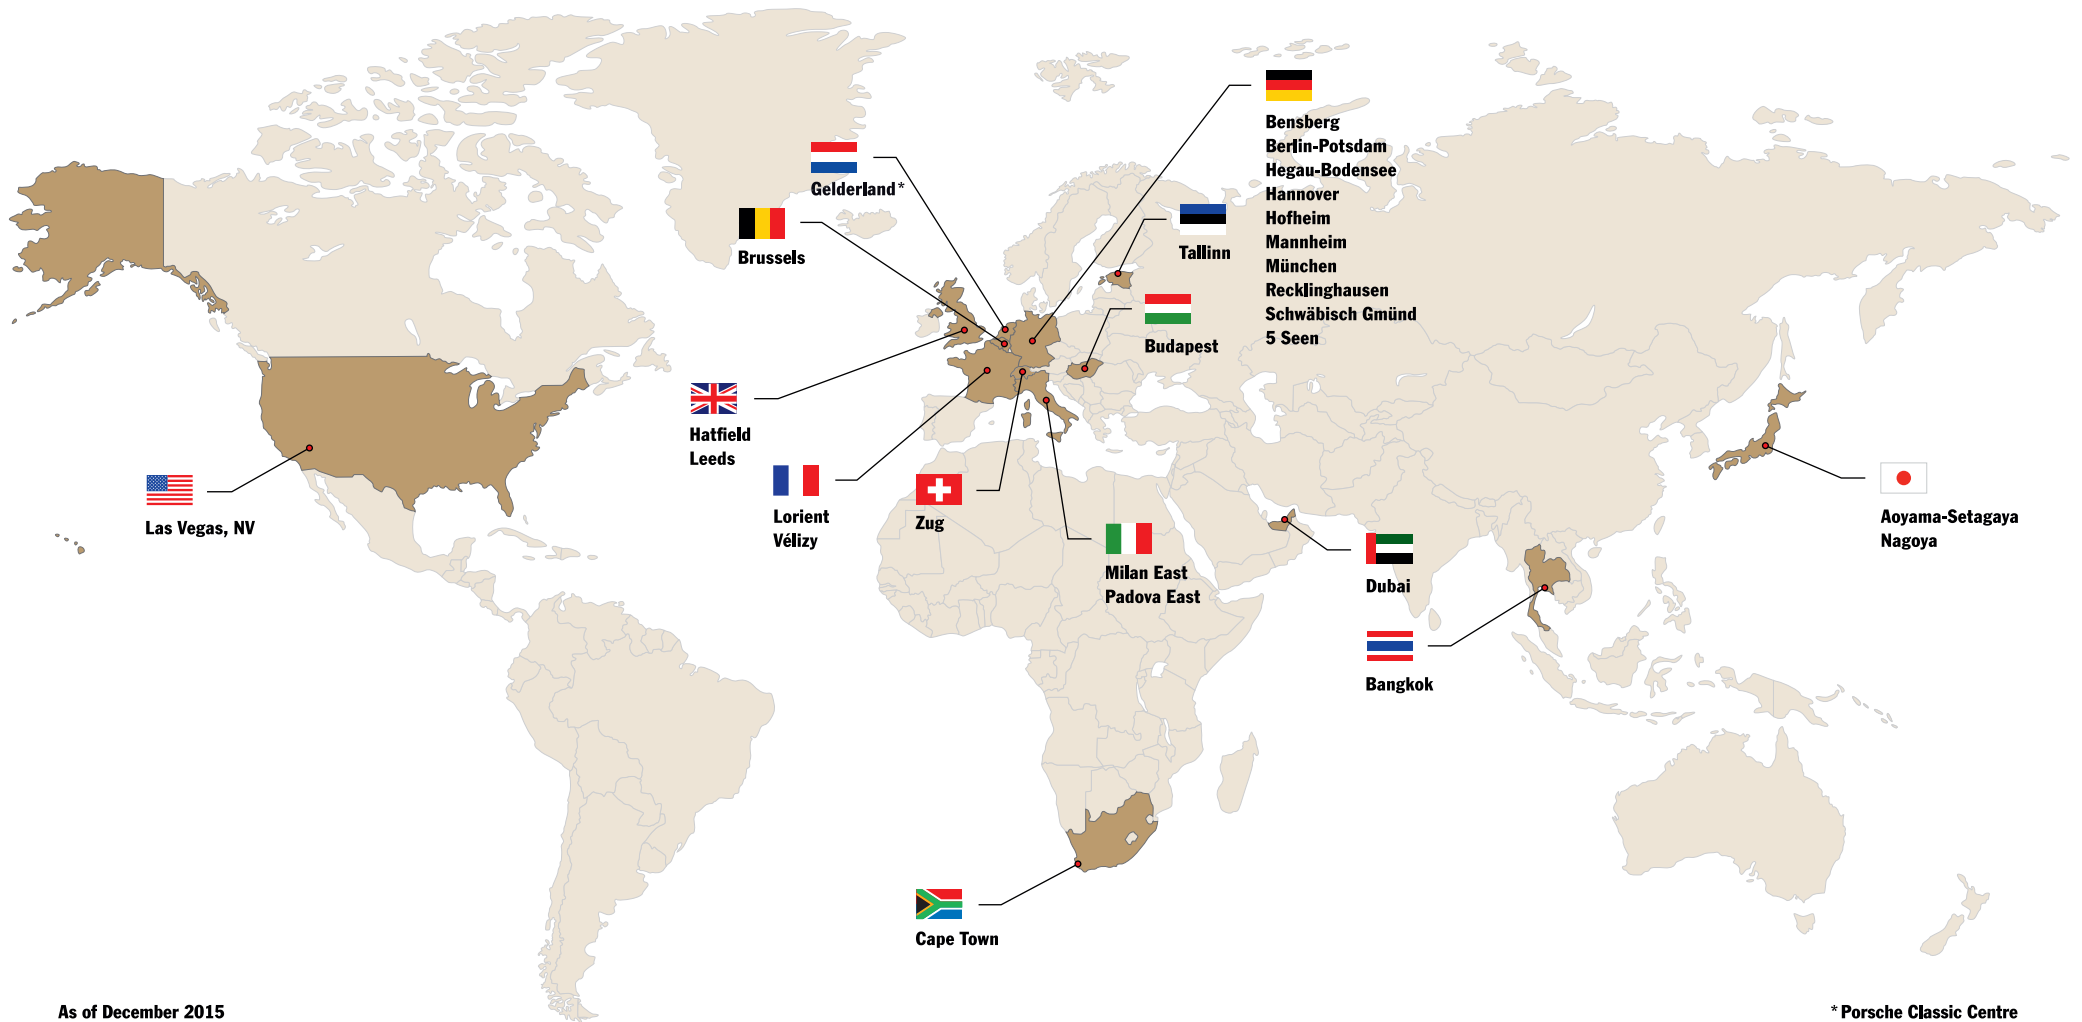 Bensberg
Berlin-Potsdam
Hegau-Bodensee
Hannover
Hofheim
Mannheim
München
Recklinghausen
Schwäbisch Gmünd
5 Seen
Gelderland*
Brussels
Tallinn
Budapest
Hatfield
Leeds
Las Vegas, NV
Lorient
Vélizy
Zug
Milan East
Padova East
Dubai
Aoyama-Setagaya
Nagoya
Bangkok
Cape Town
As of December 2015
*Porsche Classic Centre